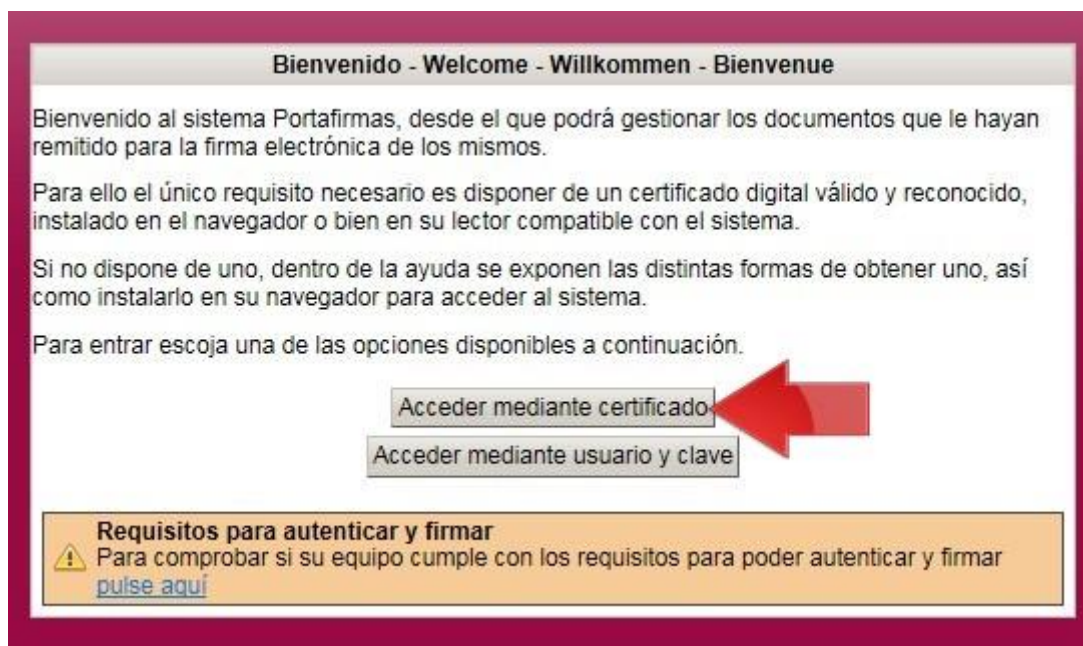 Bienvenido - Welcome - Willkommen - Bienvenue
Bienvenido al sistema Portafirmas, desde el que podrá gestionar los documentos que le hayan
remitido para la firma electrónica de los mismos.
Para ello el único requisito necesario es disponer de un certificado digital válido y reconocido,
instalado en el navegador o bien en su lector compatible con el sistema.
Si no dispone de uno, dentro de la ayuda se exponen las distintas formas de obtener uno, así
como instalarlo en su navegador para acceder al sistema.
Para entrar escoja una de las opciones disponibles a continuación.
Acceder mediante certificado
Acceder mediante usuario y clave
Requisitos para autenticar y firmar
Para comprobar si su equipo cumple con los requisitos para poder autenticar y firmar
pulse aquí